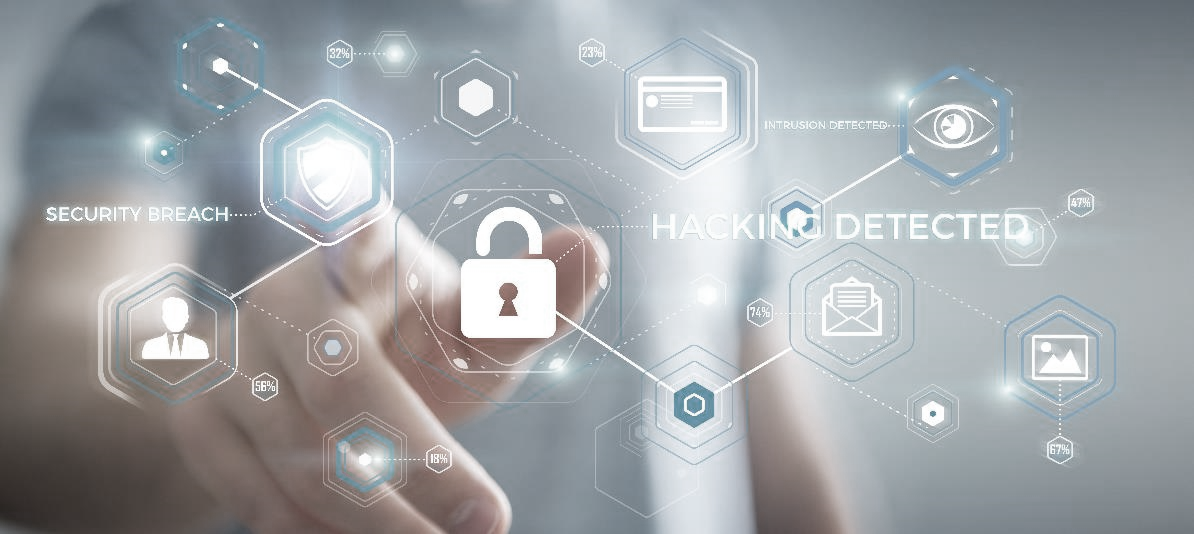 32%
23%
INTRUSION DETECTED
47%
SECURITY BREACH
HACKING DETECTED
74%
56%
18%
67%